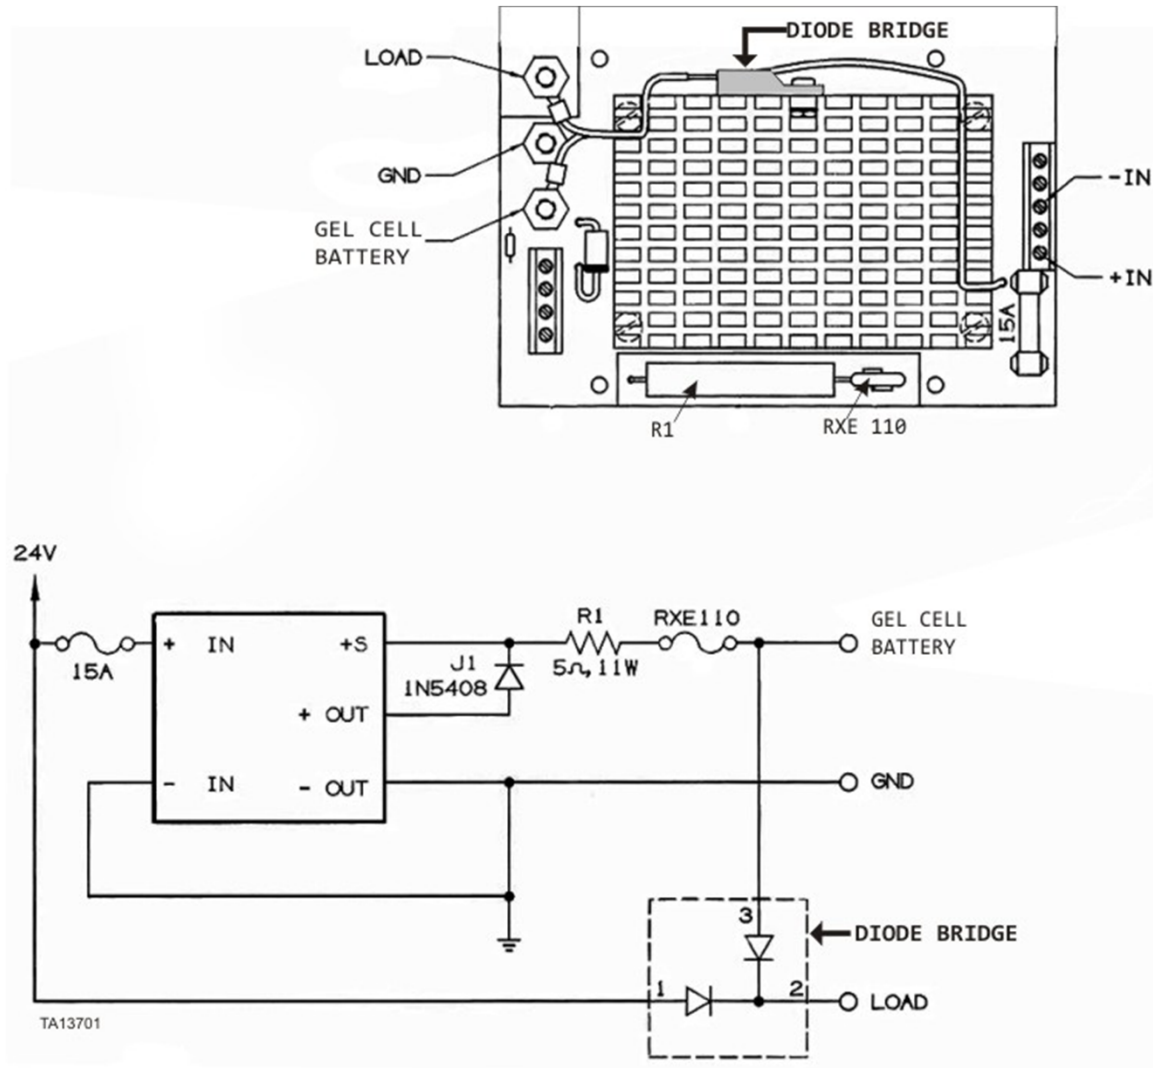 DIODE BRIDGE
LOAD
GND
GEL CELL
BATTERY
-IN
+IN
15A
R1
RXE 110
24V
15A
+ IN
+S
+ OUT
- IN
- OUT
J1
1N5408
R1
5Ω, 11W
RXE110
GEL CELL
BATTERY
GND
3
DIODE BRIDGE
1
2
LOAD
TA13701